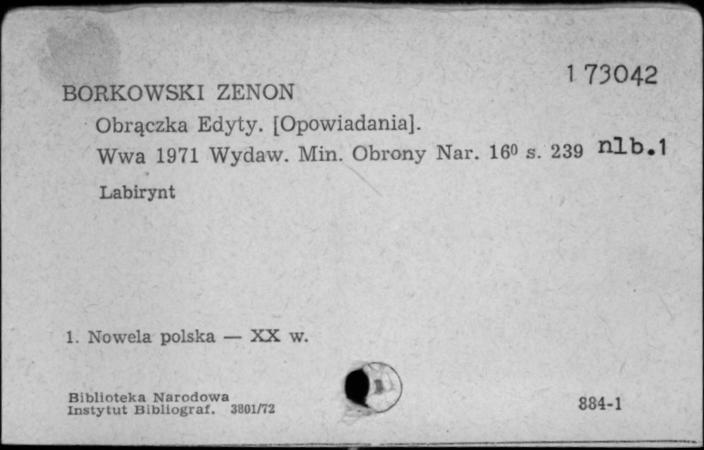 1 73042
BORKOWSKI ZENON
Obrączka Edyty. [Opowiadania].
Wwa 1971 Wydaw. Min. Obrony Nar. 16⁰ s. 239 nlb.1
Labirynt
1. Nowela polska — XX w.
Biblioteka Narodowa
Instytut Bibliograf. 3801/72
884-1